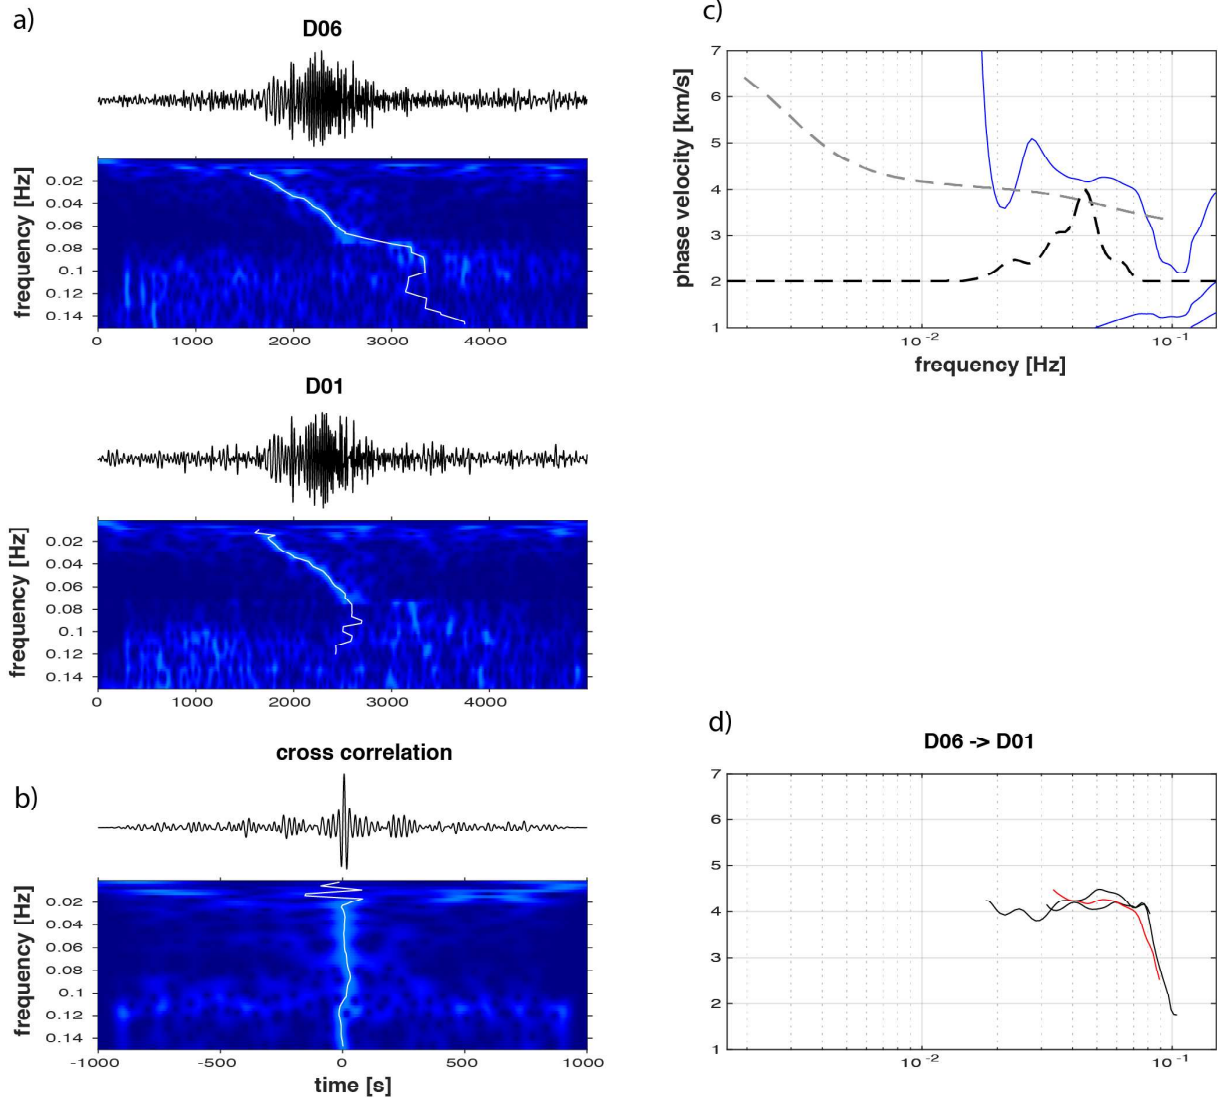 a)
D06
frequency [Hz]
0.02
0.04
0.06
0.08
0.1
0.12
0.14
0 1000 2000 3000 4000
D01
frequency [Hz]
0.02
0.04
0.06
0.08
0.1
0.12
0.14
0 1000 2000 3000 4000
b)
cross correlation
frequency [Hz]
0.02
0.04
0.06
0.08
0.1
0.12
0.14
-1000 -500 0 500 1000
time [s]
c)
phase velocity [km/s]
7
6
5
4
3
2
1
10-2 10-1
frequency [Hz]
d)
D06 -> D01
7
6
5
4
3
2
1
10-2 10-1